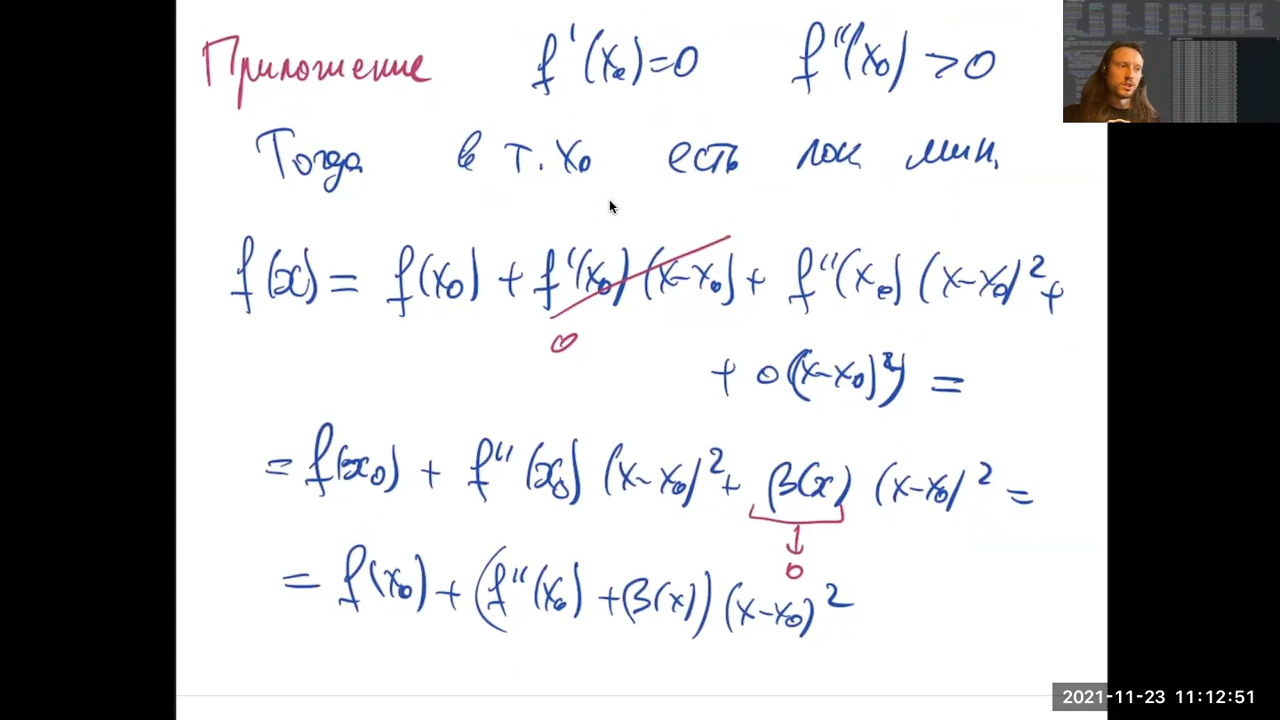 Приложение f'(x₀)=0 f''(x₀) >0
Тогда в т. x₀ есть лок мин.
f(x) = f(x₀) + f'(x₀)(x-x₀) + f''(x₀)(x-x₀)² +
0
+ o((x-x₀)²) =
= f(x₀) + f''(x₀)(x-x₀)² + β(x)(x-x₀)² =
0
= f(x₀) + (f''(x₀) + β(x))(x-x₀)²
2021-11-23 11:12:51